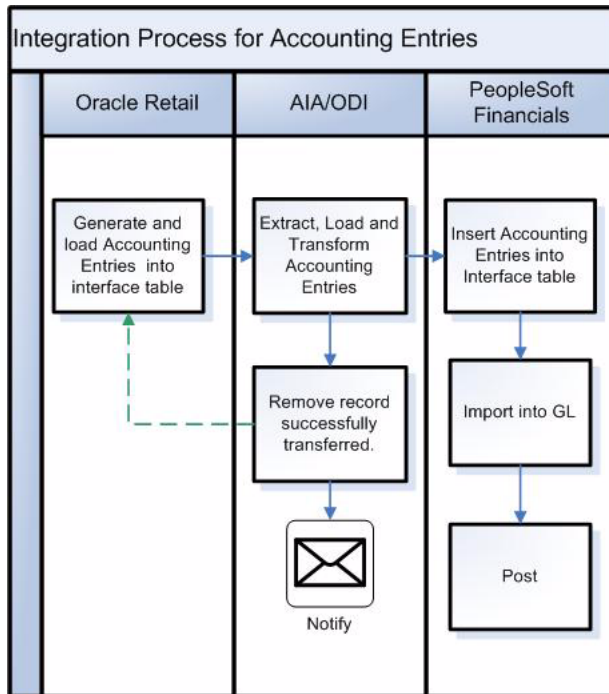 Integration Process for Accounting Entries
Oracle Retail
AIA/ODI
PeopleSoft
Financials
Generate and
load Accounting
Entries into
interface table
Extract, Load and
Transform
Accounting
Entries
Insert Accounting
Entries into
Interface table
Remove record
successfully
transferred.
Import into GL
Notify
Post